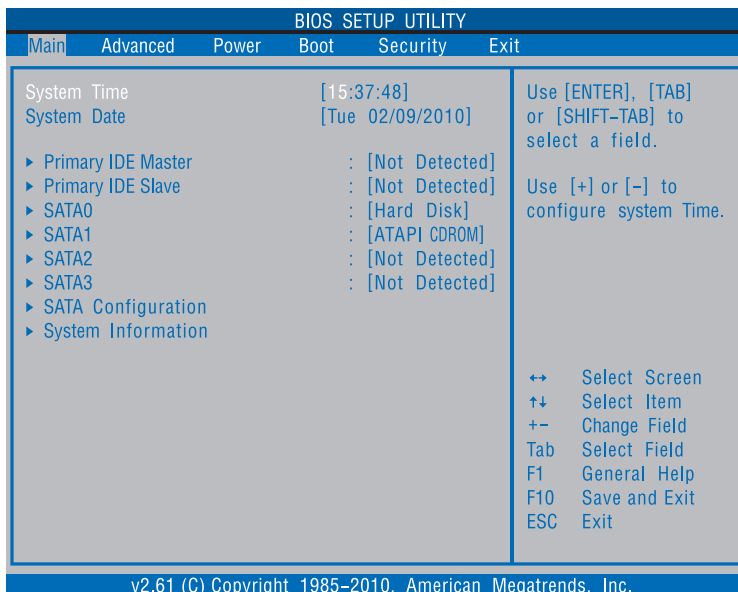 BIOS SETUP UTILITY
Main Advanced Power Boot Security Exit
System Time [15:37:48]
System Date [Tue 02/09/2010]
▶ Primary IDE Master : [Not Detected]
▶ Primary IDE Slave : [Not Detected]
▶ SATA0 : [Hard Disk]
▶ SATA1 : [ATAPI CDROM]
▶ SATA2 : [Not Detected]
▶ SATA3 : [Not Detected]
▶ SATA Configuration
▶ System Information
Use [ENTER], [TAB]
or [SHIFT-TAB] to
select a field.
Use [+] or [-] to
configure system Time.
←→ Select Screen
↑↓ Select Item
+- Change Field
Tab Select Field
F1 General Help
F10 Save and Exit
ESC Exit
v2.61 (C) Copyright 1985-2010, American Megatrends, Inc.